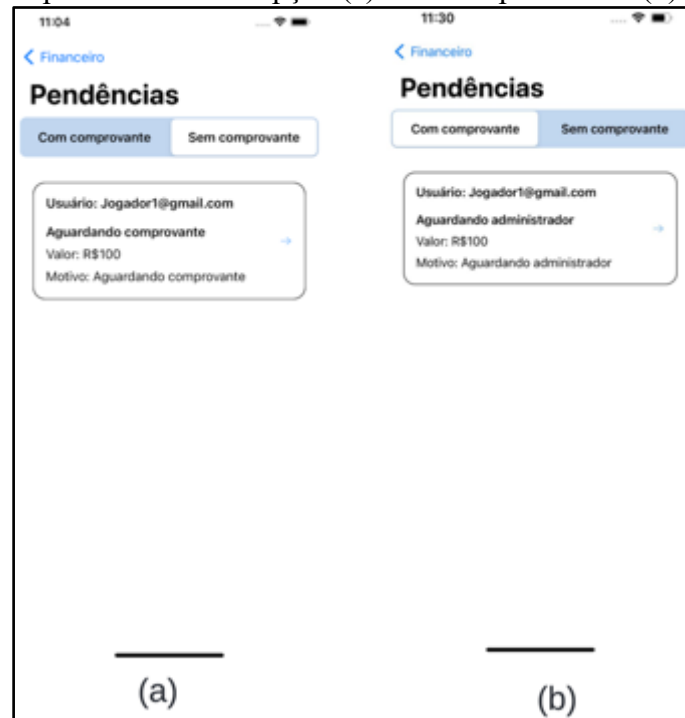 11:04
Financeiro
Pendências
Com comprovante Sem comprovante
Usuário: Jogador1@gmail.com
Aguardando comprovante
Valor: R$100
Motivo: Aguardando comprovante
(a)
11:30
Financeiro
Pendências
Com comprovante Sem comprovante
Usuário: Jogador1@gmail.com
Aguardando administrador
Valor: R$100
Motivo: Aguardando administrador
(b)